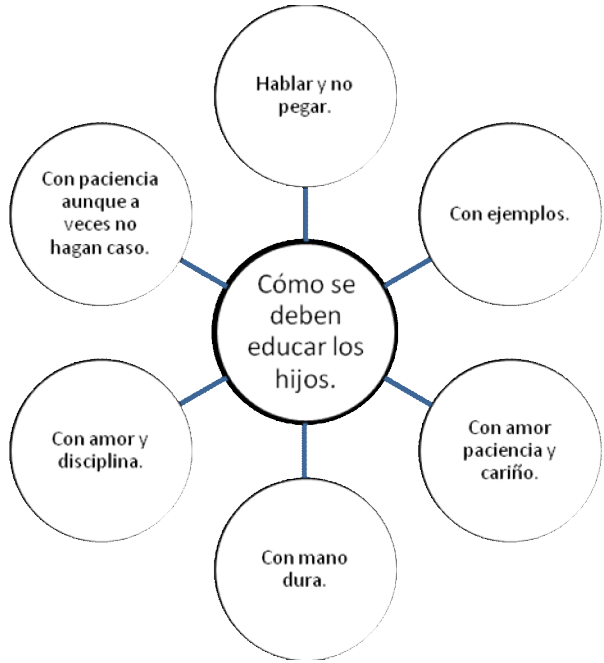 Hablar y no
pegar.
Con paciencia
aunque a
veces no
hagan caso.
Con ejemplos.
Cómo se
deben
educar los
hijos.
Con amor y
disciplina.
Con amor
paciencia y
cariño.
Con mano
dura.